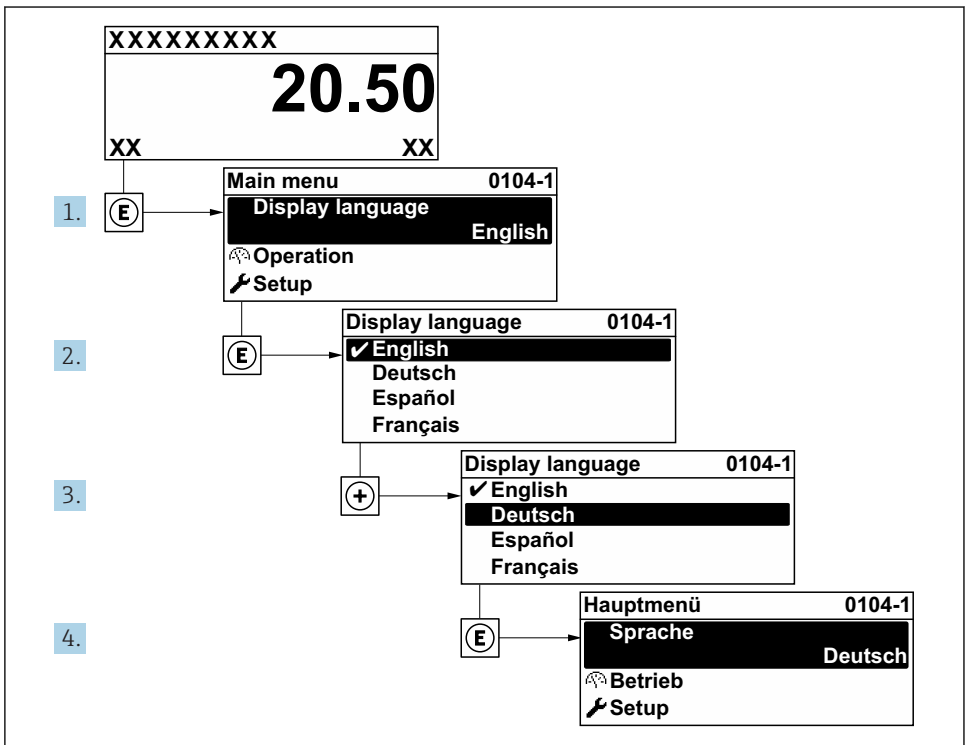 XXXXXXXXX
20.50
XX XX
1. E
Main menu 0104-1
Display language
English
Operation
Setup
2. E
Display language 0104-1
✔English
Deutsch
Español
Français
3. +
Display language 0104-1
✔English
Deutsch
Español
Français
4. E
Hauptmenü 0104-1
Sprache
Deutsch
Betrieb
Setup